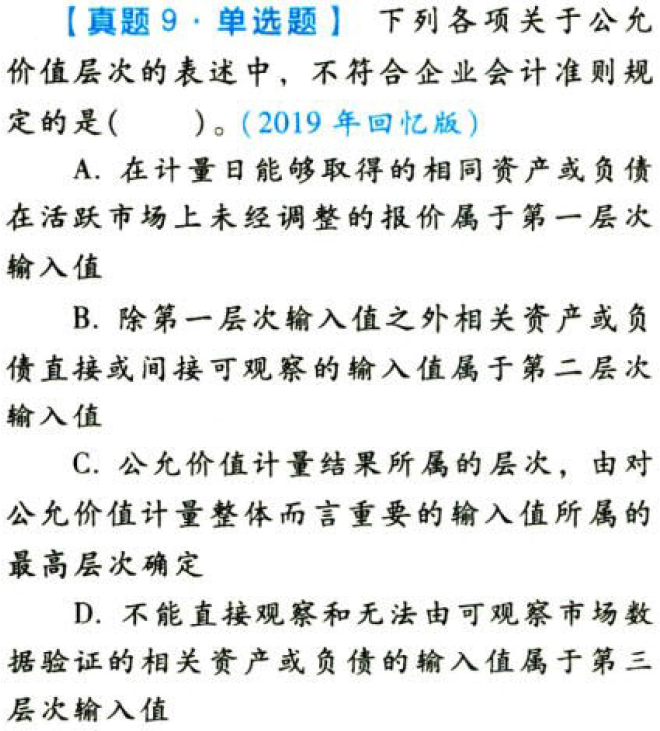 【真题9·单选题】 下列各项关于公允
价值层次的表述中，不符合企业会计准则规
定的是(  )。(2019年回忆版)
A. 在计量日能够取得的相同资产或负债
在活跃市场上未经调整的报价属于第一层次
输入值
B. 除第一层次输入值之外相关资产或负
债直接或间接可观察的输入值属于第二层次
输入值
C. 公允价值计量结果所属的层次，由对
公允价值计量整体而言重要的输入值所属的
最高层次确定
D. 不能直接观察和无法由可观察市场数
据验证的相关资产或负债的输入值属于第三
层次输入值